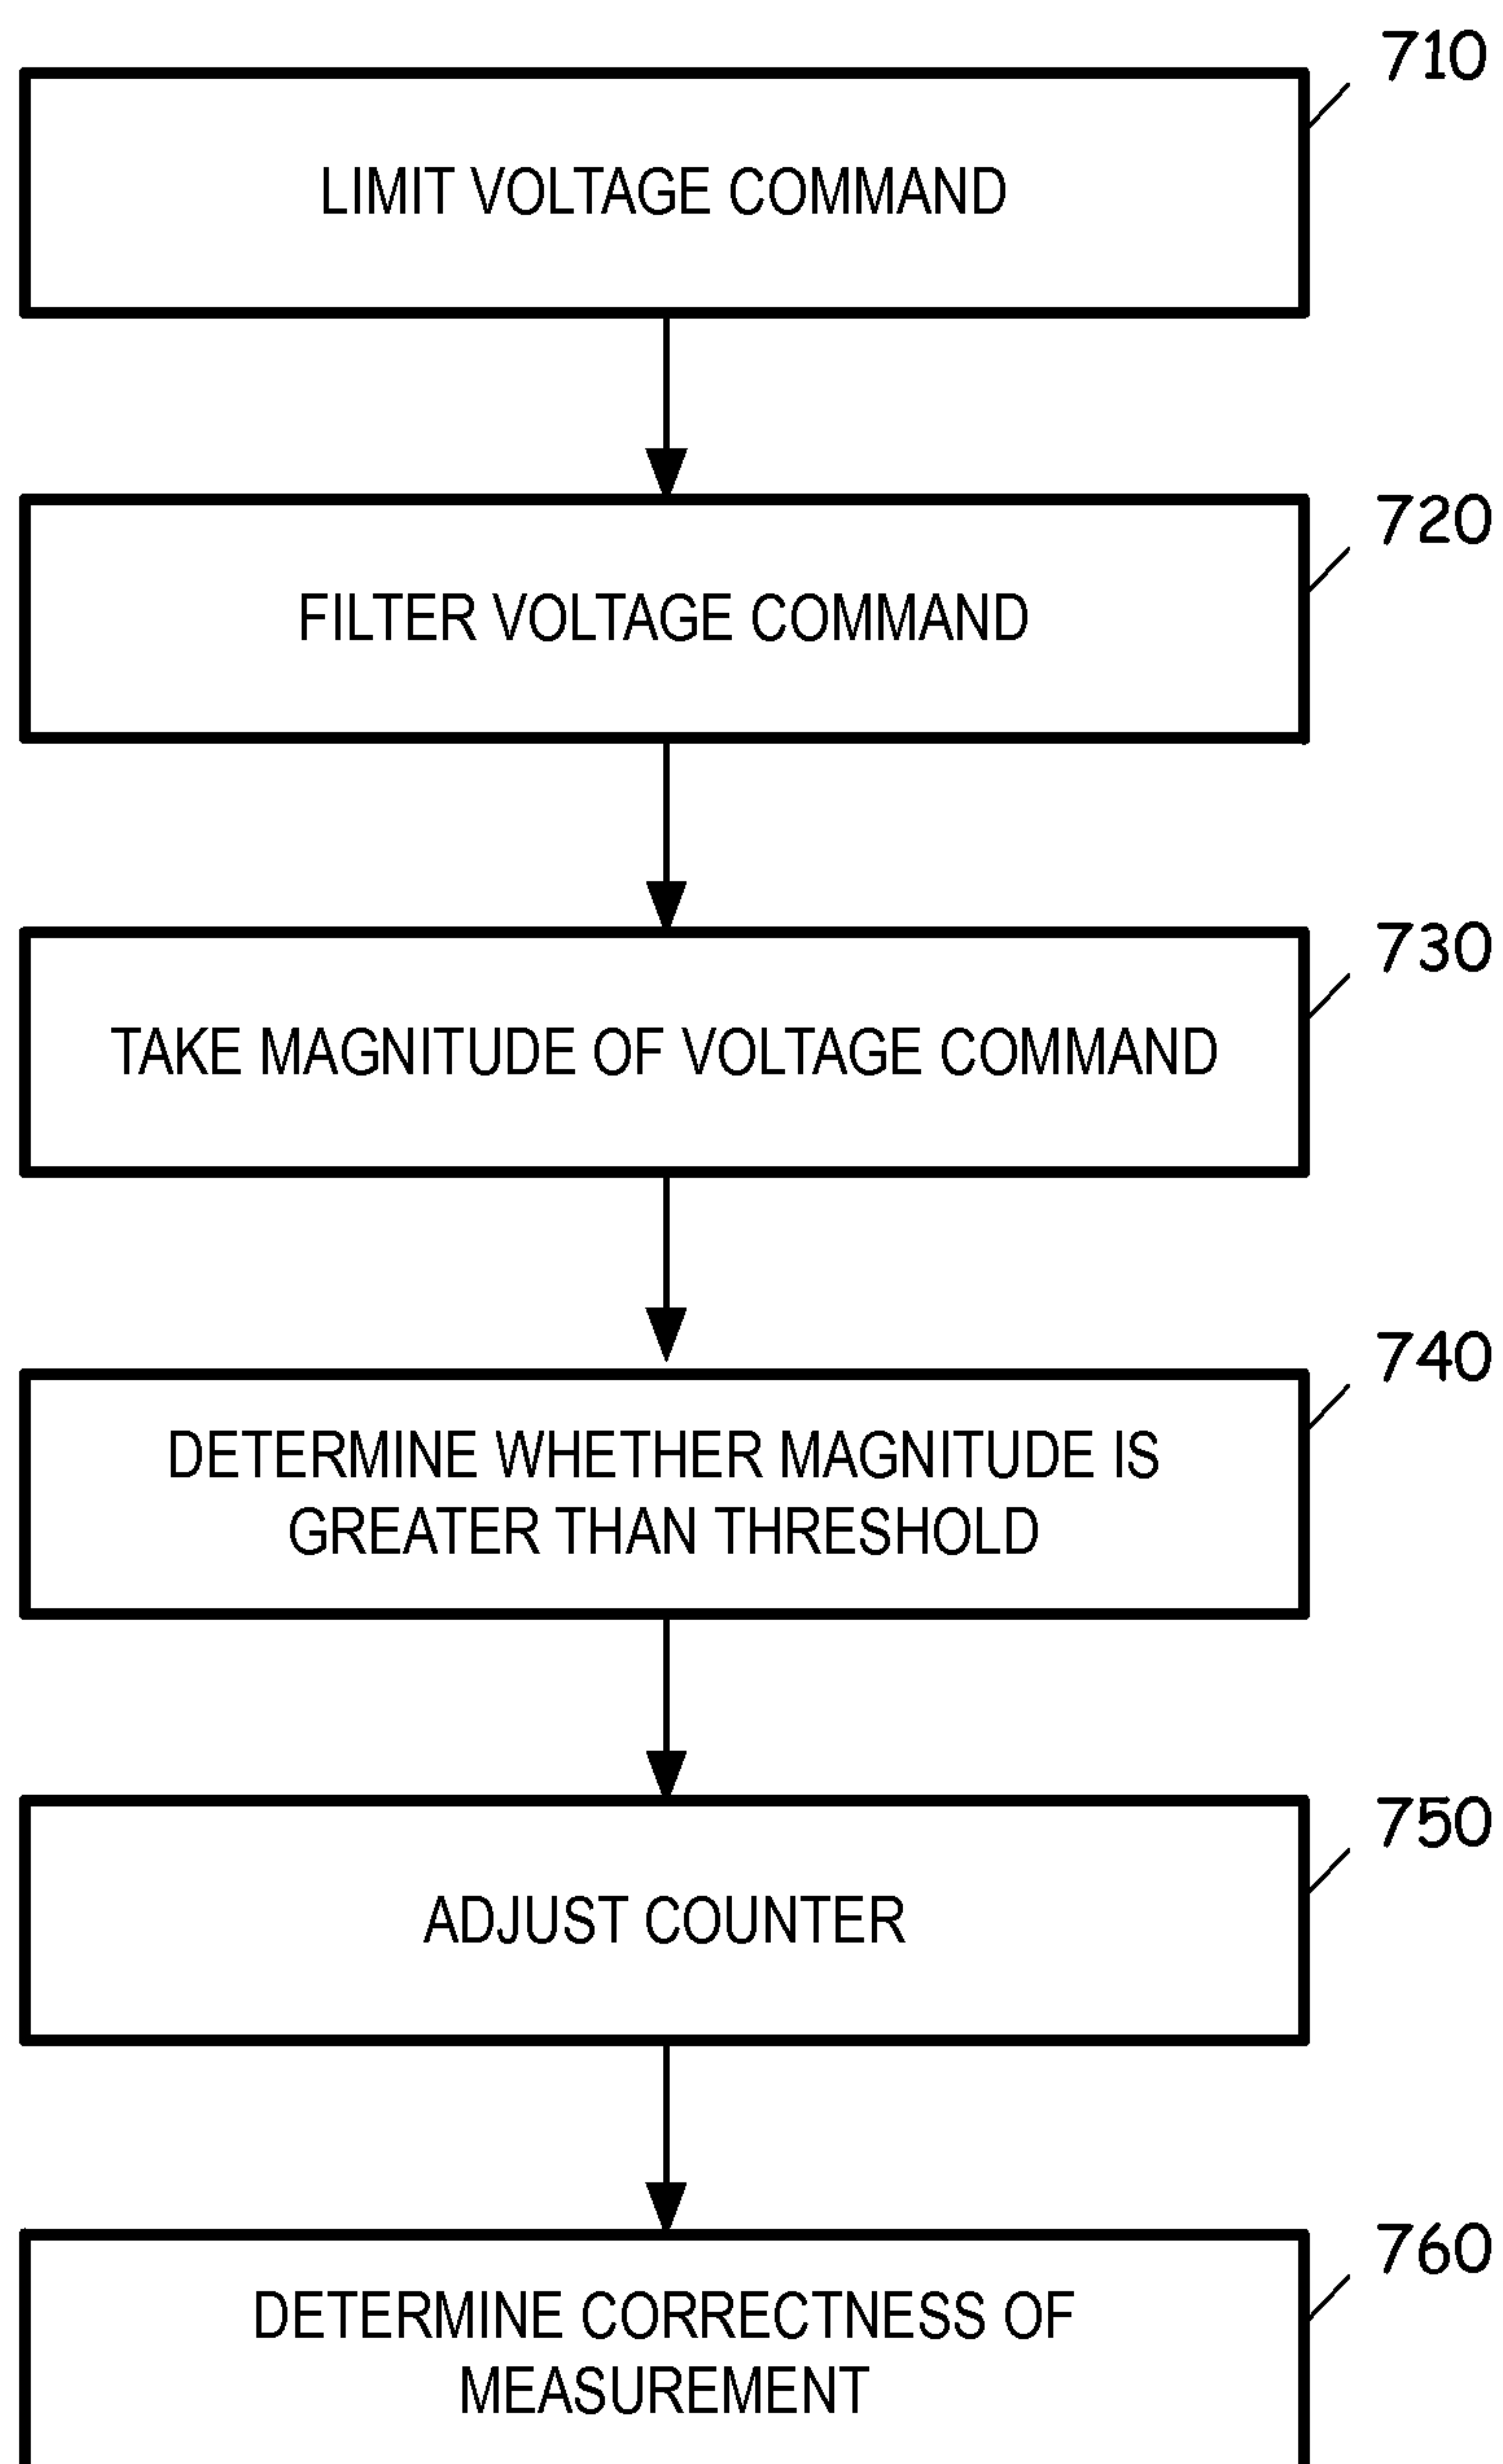 710
LIMIT VOLTAGE COMMAND
720
FILTER VOLTAGE COMMAND
730
TAKE MAGNITUDE OF VOLTAGE COMMAND
740
DETERMINE WHETHER MAGNITUDE IS
GREATER THAN THRESHOLD
750
ADJUST COUNTER
760
DETERMINE CORRECTNESS OF
MEASUREMENT